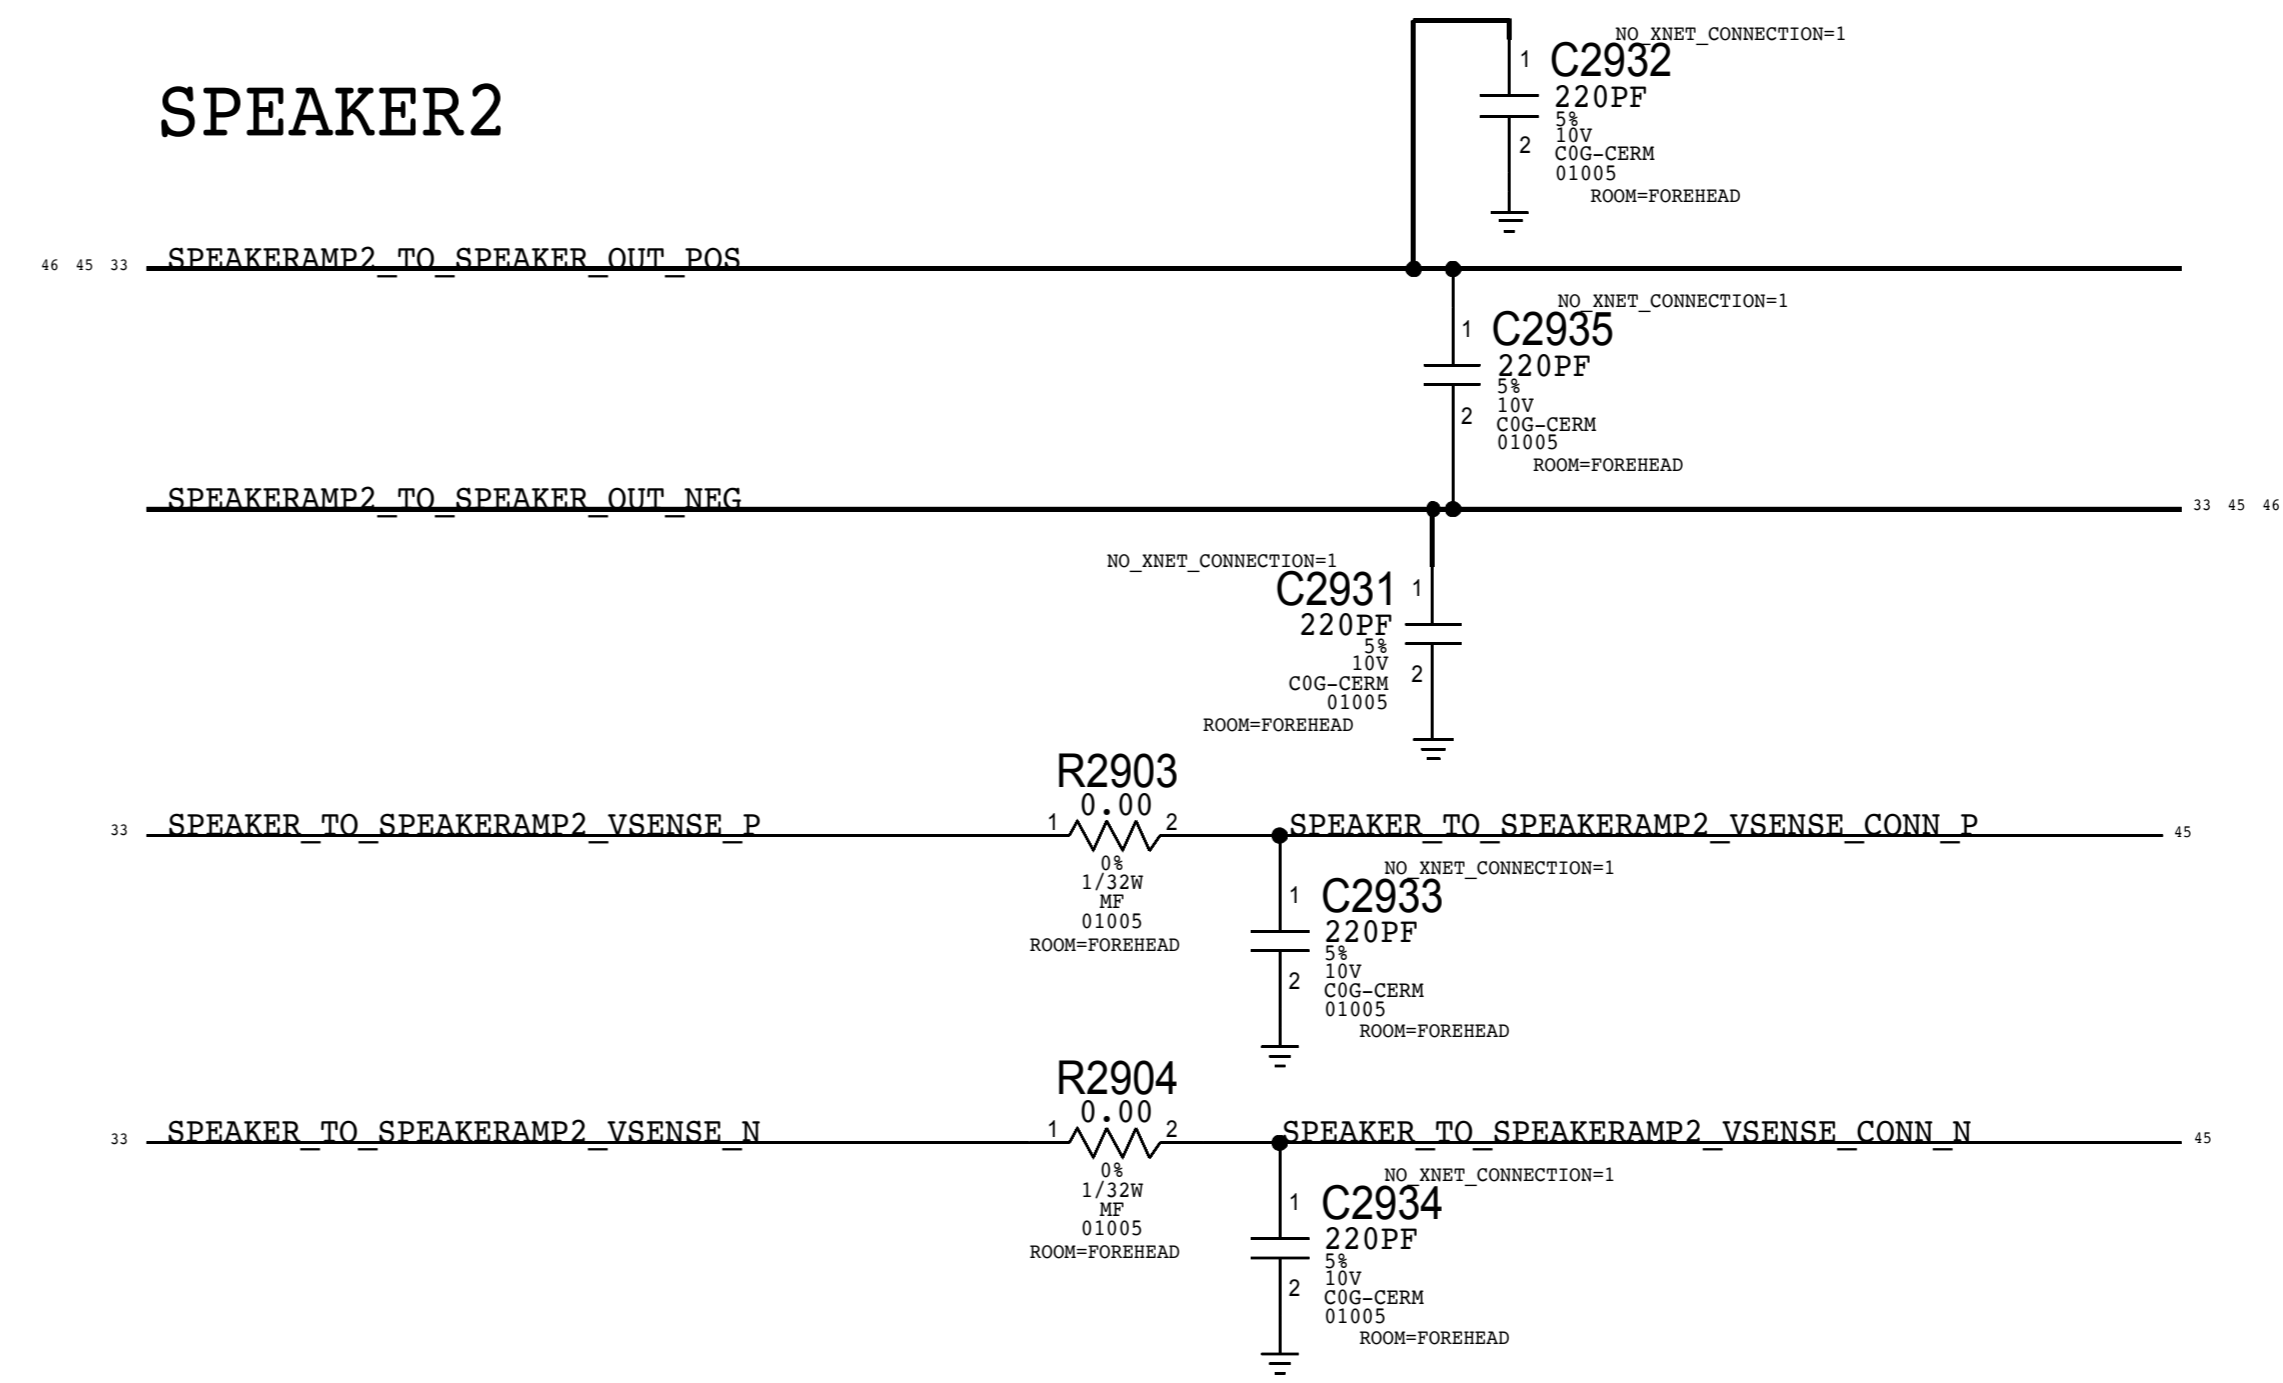 SPEAKER2
NO_XNET_CONNECTION=1
1
C2932
220PF
5%
10V
2
C0G-CERM
01005
ROOM=FOREHEAD
46 45 33
SPEAKERAMP2_TO_SPEAKER_OUT_POS
NO_XNET_CONNECTION=1
1
C2935
220PF
5%
10V
2
C0G-CERM
01005
ROOM=FOREHEAD
SPEAKERAMP2_TO_SPEAKER_OUT_NEG
33 45 46
NO_XNET_CONNECTION=1
C2931
1
220PF
5%
10V
2
C0G-CERM
01005
ROOM=FOREHEAD
R2903
0.00
33
SPEAKER_TO_SPEAKERAMP2_VSENSE_P
1
2
SPEAKER_TO_SPEAKERAMP2_VSENSE_CONN_P
45
0%
1/32W
MF
01005
ROOM=FOREHEAD
NO_XNET_CONNECTION=1
1
C2933
220PF
5%
10V
2
C0G-CERM
01005
ROOM=FOREHEAD
R2904
0.00
33
SPEAKER_TO_SPEAKERAMP2_VSENSE_N
1
2
SPEAKER_TO_SPEAKERAMP2_VSENSE_CONN_N
45
0%
1/32W
MF
01005
ROOM=FOREHEAD
NO_XNET_CONNECTION=1
1
C2934
220PF
5%
10V
2
C0G-CERM
01005
ROOM=FOREHEAD